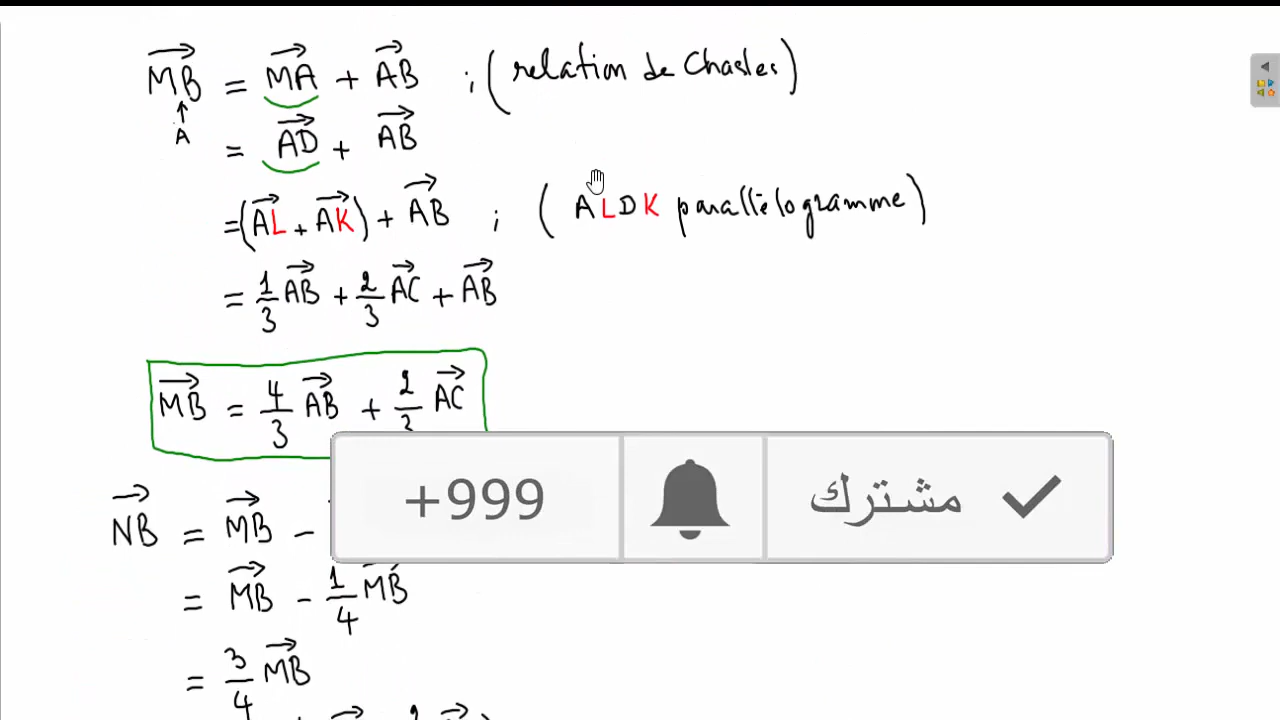 MB⃗ = MA⃗ + AB⃗ ; (relation de Chasles)
A
= AD⃗ + AB⃗
=(AL⃗ + AK⃗) + AB⃗ ; (ALDK parallèlogramme)
= 1/3 AB⃗ + 2/3 AC⃗ + AB⃗
MB⃗ = 4/3 AB⃗ + 2/3 AC⃗
+999 مشترك
NB⃗ = MB⃗ -
= MB⃗ - 1/4 MB⃗
= 3/4 MB⃗